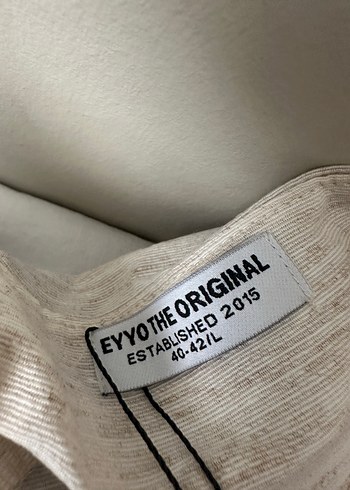 EYYO THE ORIGINAL
ESTABLISHED 2015
40-42/L